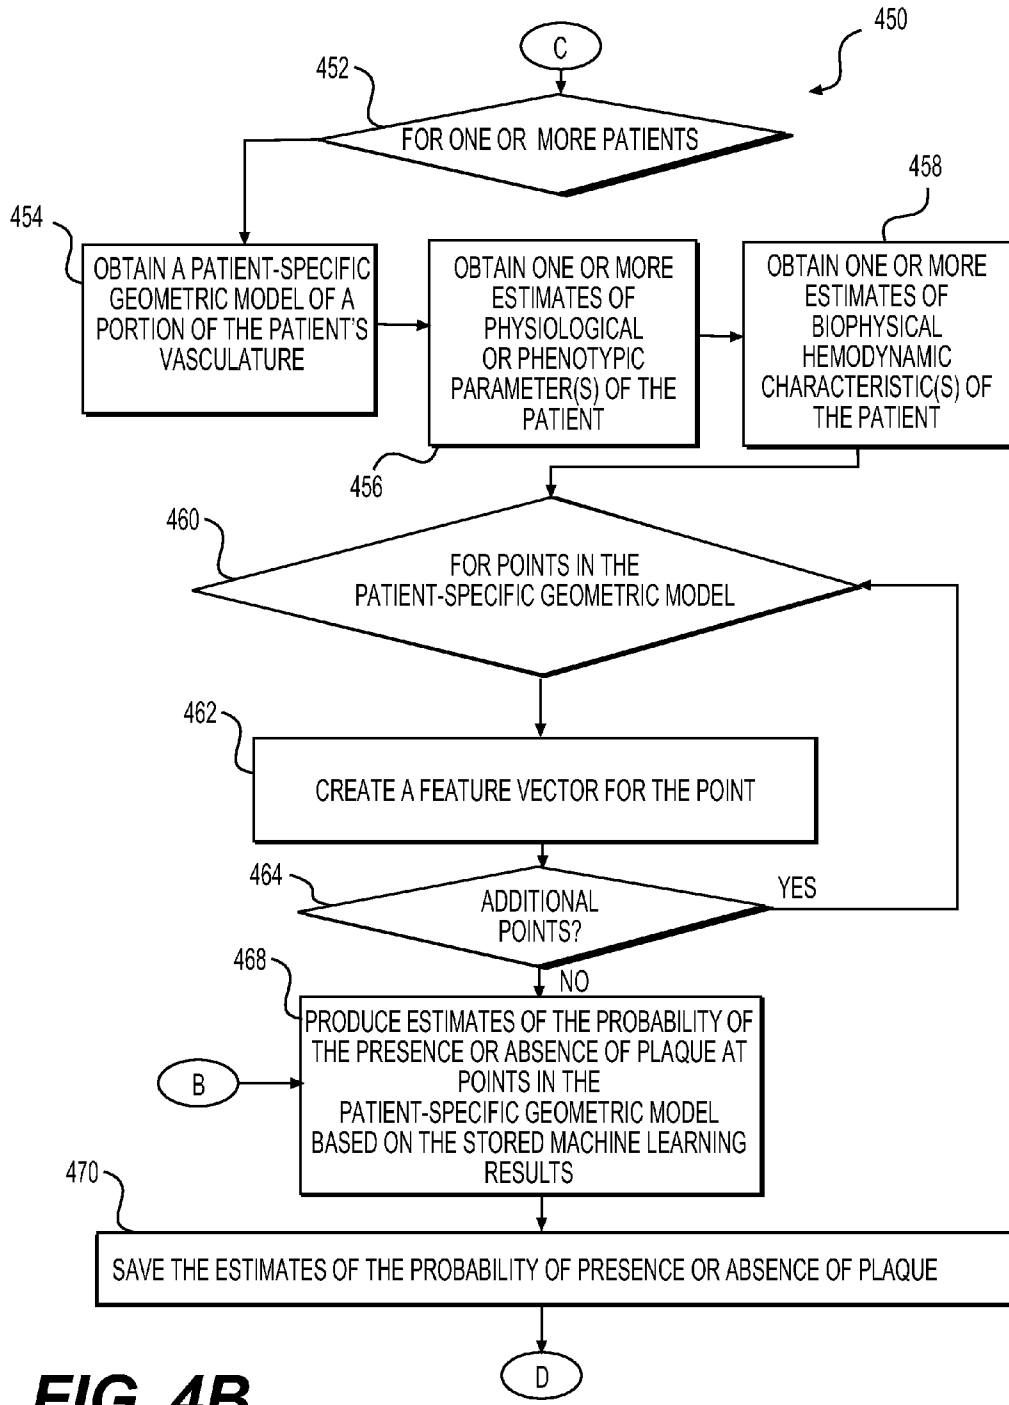 450
C
452
FOR ONE OR MORE PATIENTS
458
454
OBTAIN A PATIENT-SPECIFIC
GEOMETRIC MODEL OF A
PORTION OF THE PATIENT'S
VASCULATURE
OBTAIN ONE OR MORE
ESTIMATES OF
PHYSIOLOGICAL
OR PHENOTYPIC
PARAMETER(S) OF THE
PATIENT
OBTAIN ONE OR MORE
ESTIMATES OF
BIOPHYSICAL
HEMODYNAMIC
CHARACTERISTIC(S) OF
THE PATIENT
456
460
FOR POINTS IN THE
PATIENT-SPECIFIC GEOMETRIC MODEL
462
CREATE A FEATURE VECTOR FOR THE POINT
464
YES
ADDITIONAL
POINTS?
468
NO
PRODUCE ESTIMATES OF THE PROBABILITY OF
THE PRESENCE OR ABSENCE OF PLAQUE AT
POINTS IN THE
PATIENT-SPECIFIC GEOMETRIC MODEL
BASED ON THE STORED MACHINE LEARNING
RESULTS
B
470
SAVE THE ESTIMATES OF THE PROBABILITY OF PRESENCE OR ABSENCE OF PLAQUE
D
FIG. 4B